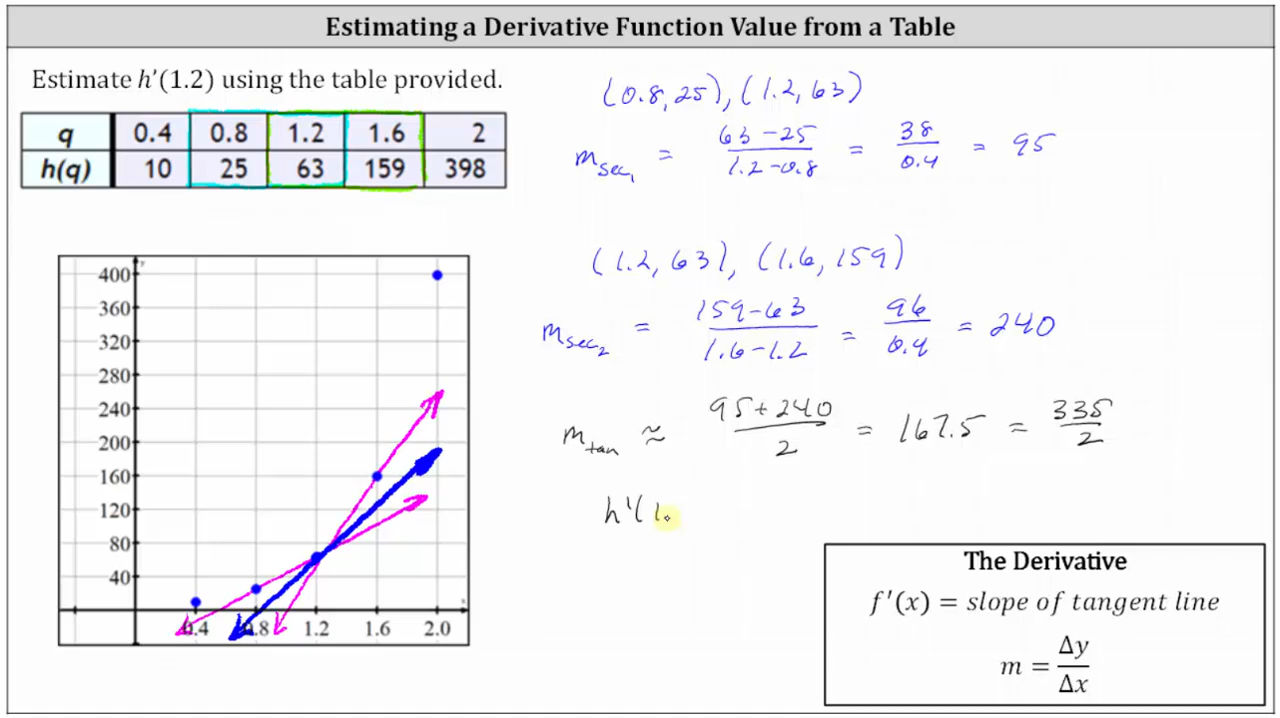 Estimating a Derivative Function Value from a Table
Estimate h'(1.2) using the table provided.
q 0.4 0.8 1.2 1.6 2
h(q) 10 25 63 159 398
(0.8, 25), (1.2, 63)
m_sec₁ = (63 - 25)/(1.2 - 0.8) = 38/0.4 = 95
(1.2, 63), (1.6, 159)
m_sec₂ = (159 - 63)/(1.6 - 1.2) = 96/0.4 = 240
m_tan ≈ (95 + 240)/2 = 167.5 = 335/2
h'(1.
y
400
360
320
280
240
200
160
120
80
40
x
0.4 0.8 1.2 1.6 2.0
The Derivative
f'(x) = slope of tangent line
m = Δy/Δx